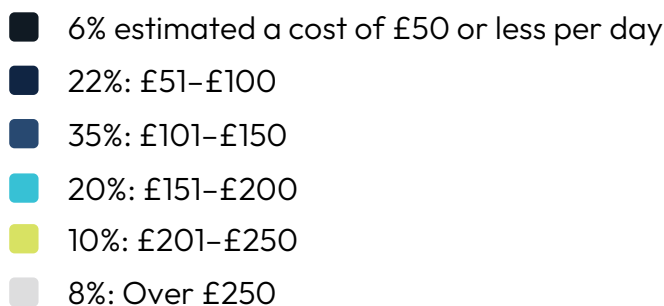 6% estimated a cost of £50 or less per day
22%: £51–£100
35%: £101–£150
20%: £151–£200
10%: £201–£250
8%: Over £250